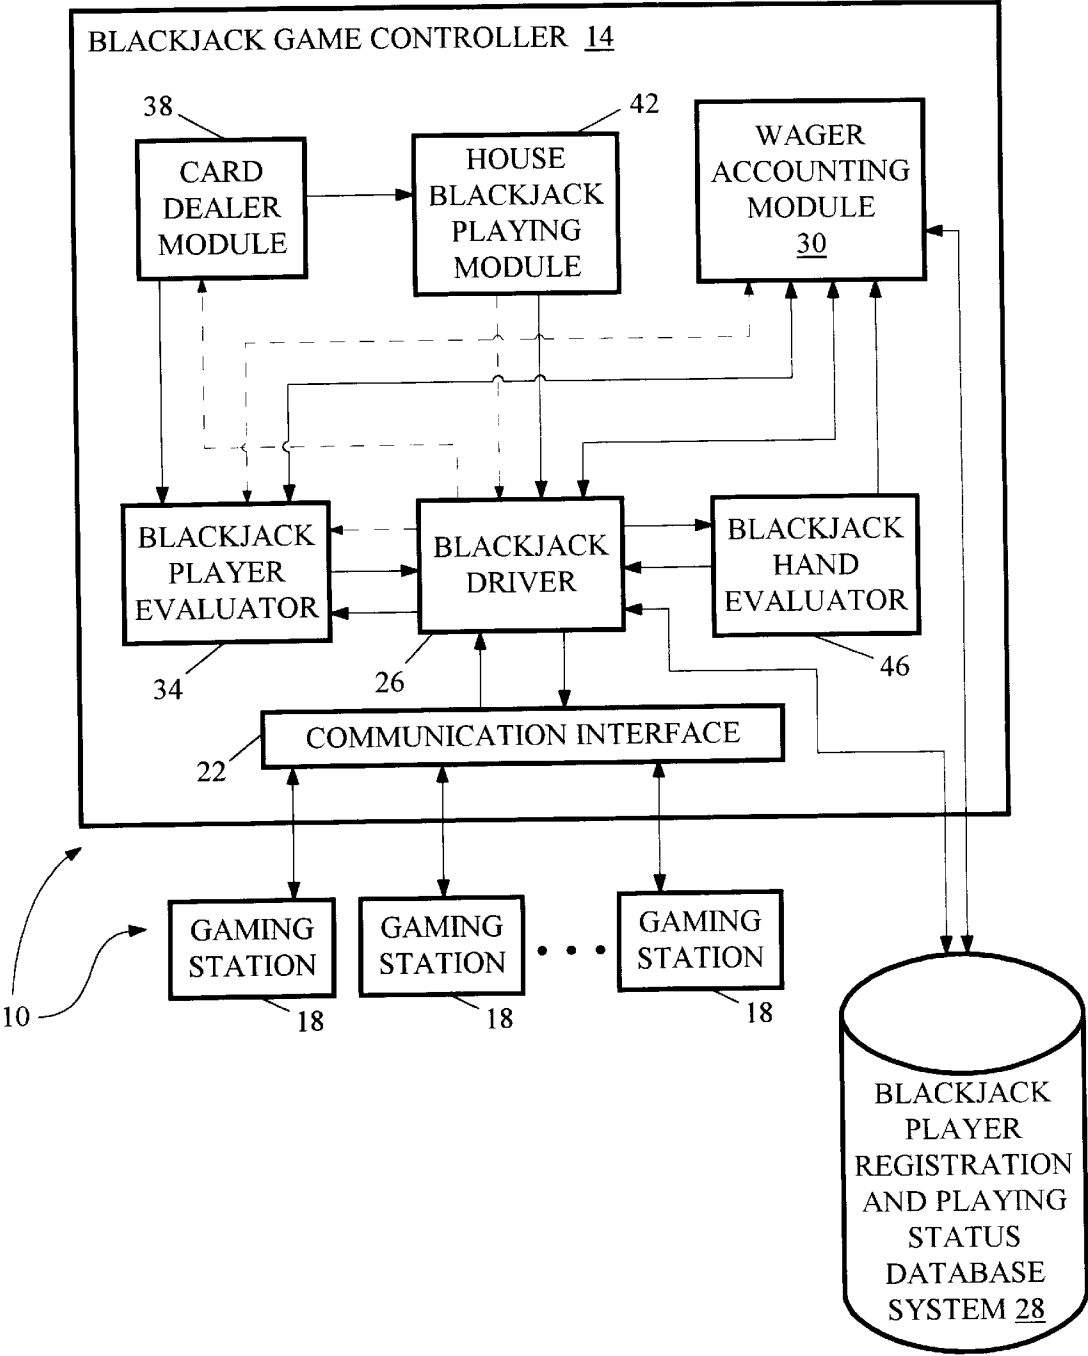 BLACKJACK GAME CONTROLLER 14
38
42
CARD
DEALER
MODULE
HOUSE
BLACKJACK
PLAYING
MODULE
WAGER
ACCOUNTING
MODULE
30
BLACKJACK
PLAYER
EVALUATOR
BLACKJACK
DRIVER
BLACKJACK
HAND
EVALUATOR
34
26
46
COMMUNICATION INTERFACE
22
GAMING
STATION
GAMING
STATION
GAMING
STATION
10
18
18
18
BLACKJACK
PLAYER
REGISTRATION
AND PLAYING
STATUS
DATABASE
SYSTEM 28